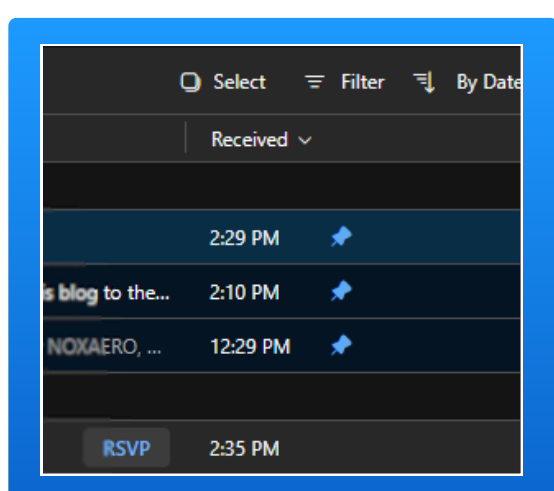 Select Filter By Date
Received
2:29 PM
is blog to the... 2:10 PM
NOXAERO, ... 12:29 PM
RSVP 2:35 PM